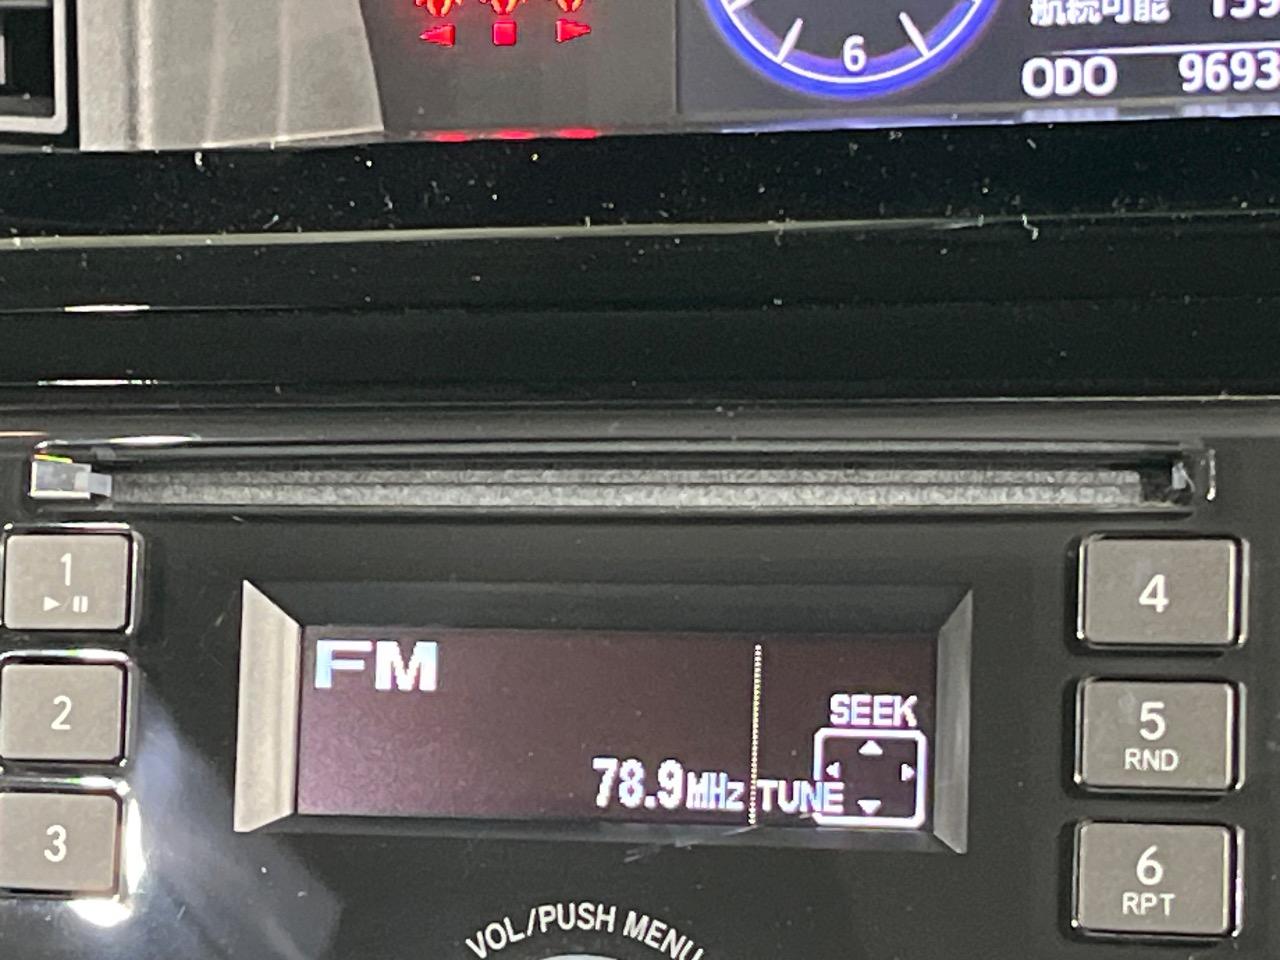 航続可能
6
ODO 9693
1
2
3
4
5
RND
6
RPT
FM
SEEK
78.9MHz
TUNE
VOL/PUSH MENU